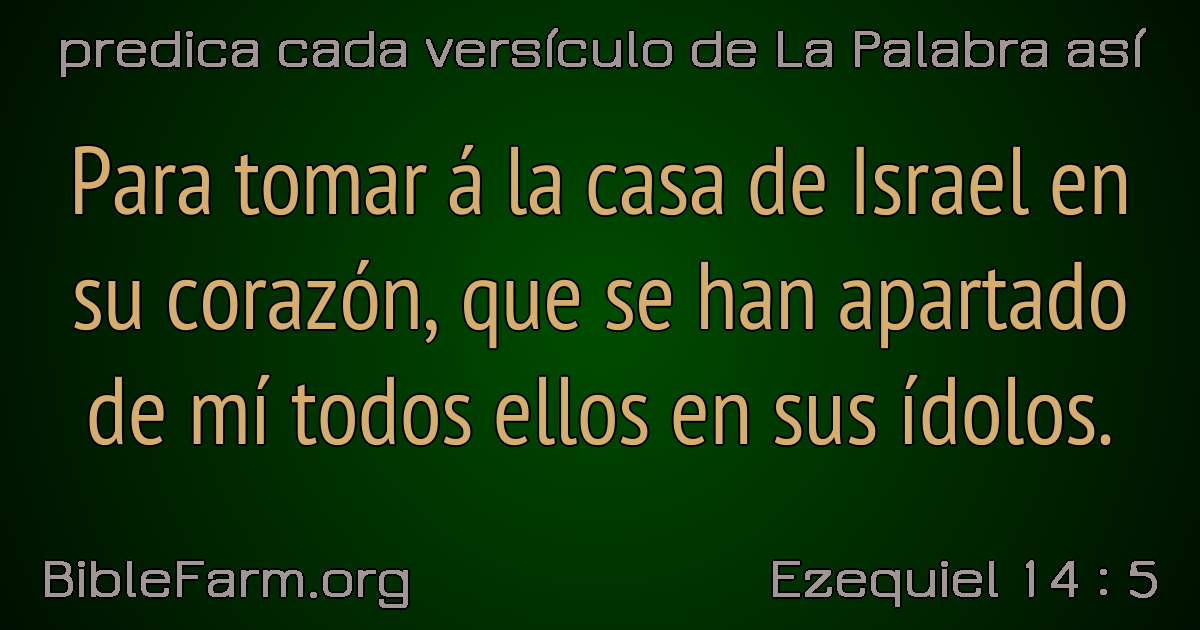 predica cada versículo de La Palabra así
Para tomar á la casa de Israel en
su corazón, que se han apartado
de mí todos ellos en sus ídolos.
BibleFarm.org
Ezequiel 14 : 5